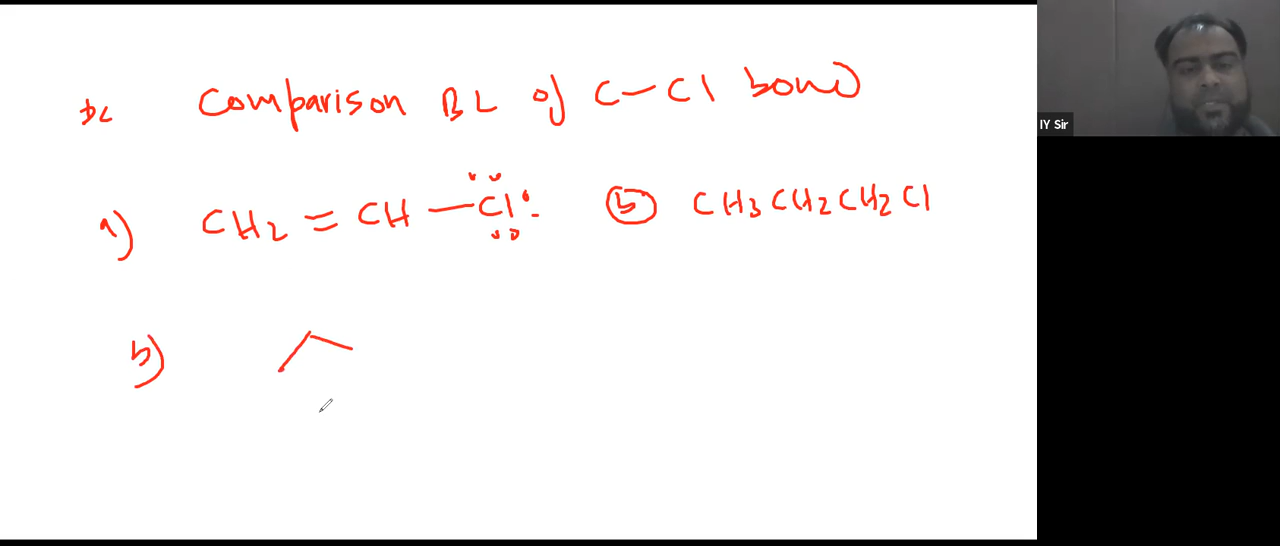 Comparison BL of C-Cl bond
a) CH2 = CH - Cl: (b) CH3CH2CH2Cl
b)
IY Sir